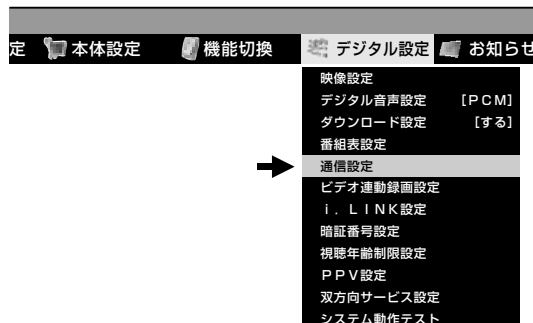 定 本体設定 機能切換 デジタル設定 お知らせ
映像設定
デジタル音声設定 [PCM]
ダウンロード設定 [する]
番組表設定
通信設定
ビデオ連動録画設定
i．LINK設定
暗証番号設定
視聴年齢制限設定
PPV設定
双方向サービス設定
システム動作テスト